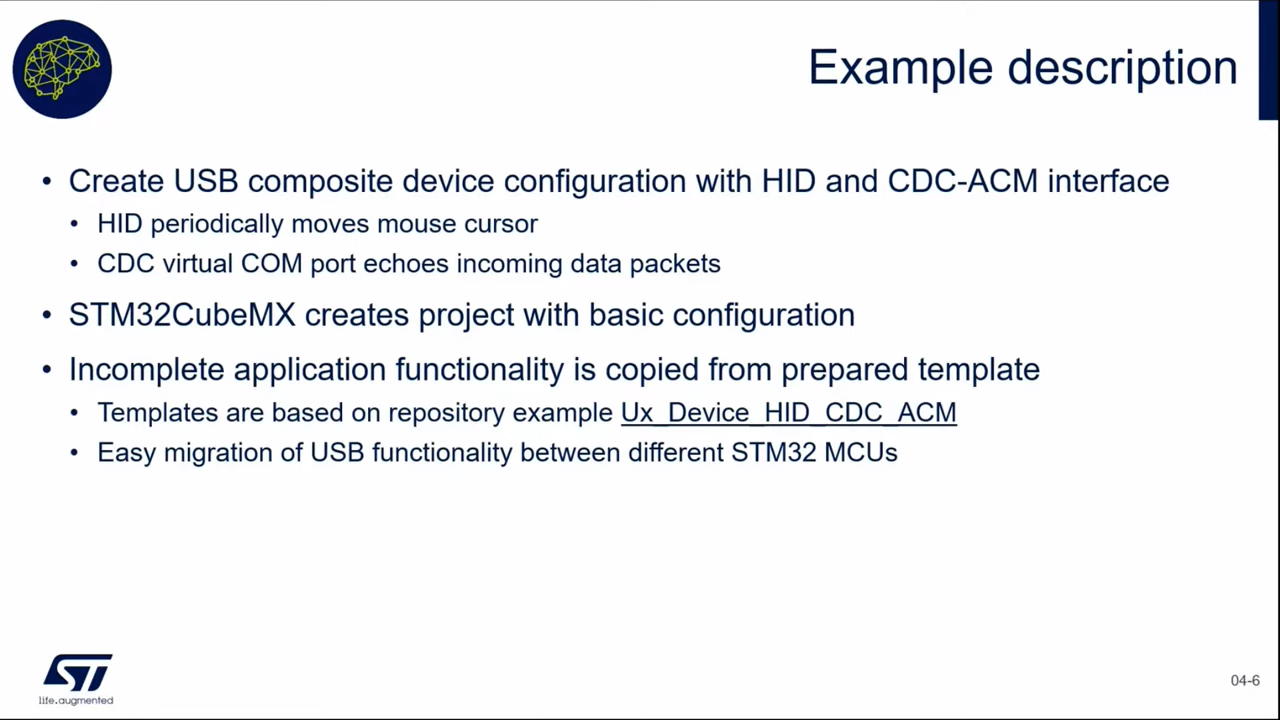 Example description
• Create USB composite device configuration with HID and CDC-ACM interface
• HID periodically moves mouse cursor
• CDC virtual COM port echoes incoming data packets
• STM32CubeMX creates project with basic configuration
• Incomplete application functionality is copied from prepared template
• Templates are based on repository example Ux_Device_HID_CDC_ACM
• Easy migration of USB functionality between different STM32 MCUs
ST
life.augmented
04-6